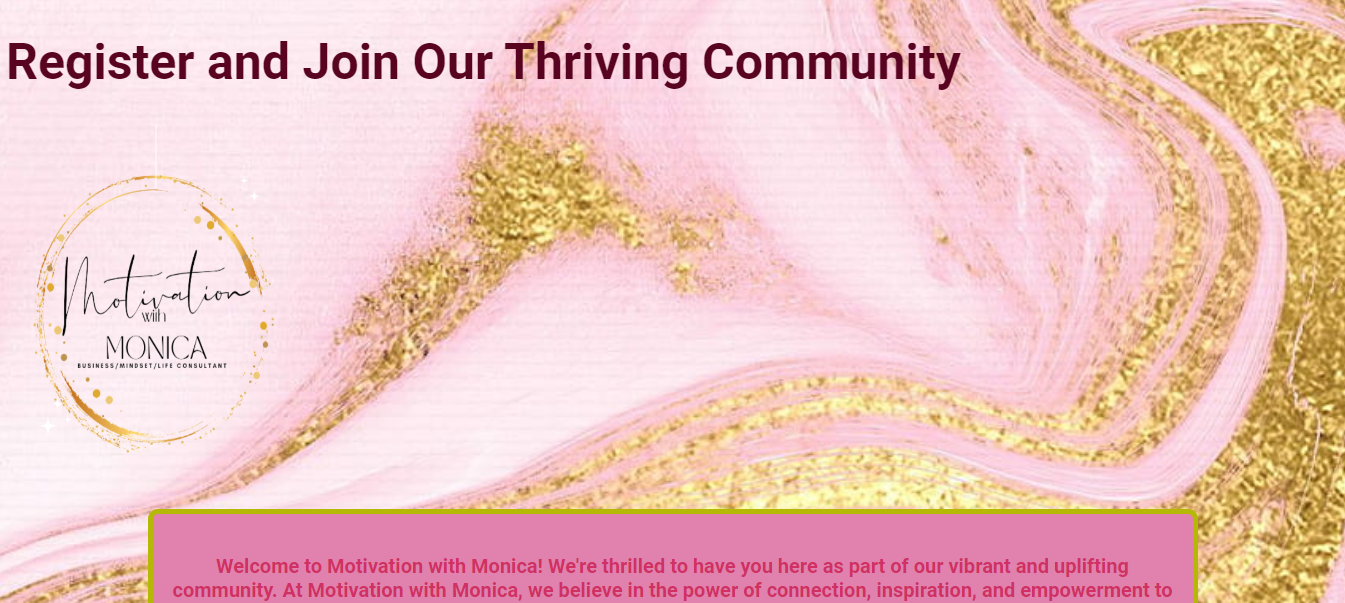 Register and Join Our Thriving Community
Motivation
with
MONICA
BUSINESS/MINDSET/LIFE CONSULTANT
Welcome to Motivation with Monica! We're thrilled to have you here as part of our vibrant and uplifting
community. At Motivation with Monica, we believe in the power of connection, inspiration, and empowerment to